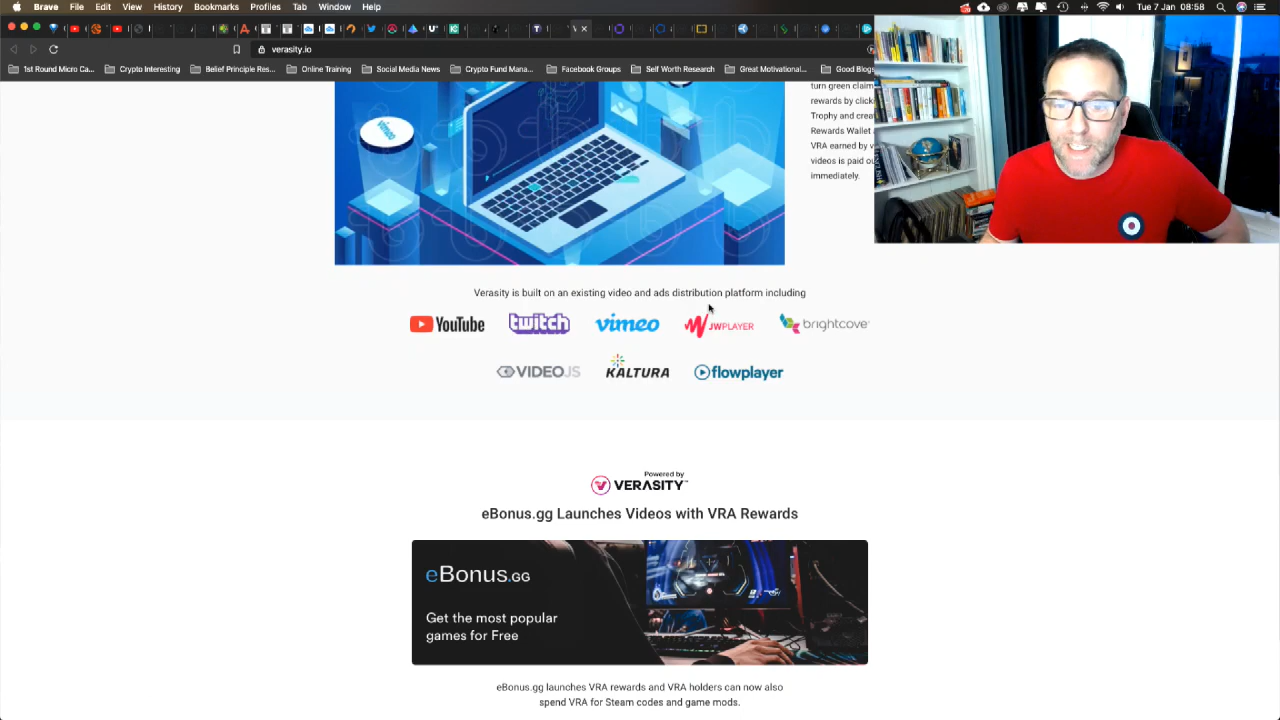 Brave File Edit View History Bookmarks Profiles Tab Window Help
Tue 7 Jan 08:58
verasity.io
1st Round Micro Ca... Crypto Interesting Belief Principle Res... Online Training Social Media News Crypto Fund Mana... Facebook Groups Self Worth Research Great Motivational... Good Blogs
turn green claim
rewards by click
Trophy and crea
Rewards Wallet
VRA earned by v
videos is paid ou
immediately.
Verasity is built on an existing video and ads distribution platform including
YouTube twitch vimeo JWPLAYER brightcove
VIDEOJS KALTURA flowplayer
Powered by
VERASITY™
eBonus.gg Launches Videos with VRA Rewards
eBonus.GG
Get the most popular
games for Free
eBonus.gg launches VRA rewards and VRA holders can now also
spend VRA for Steam codes and game mods.